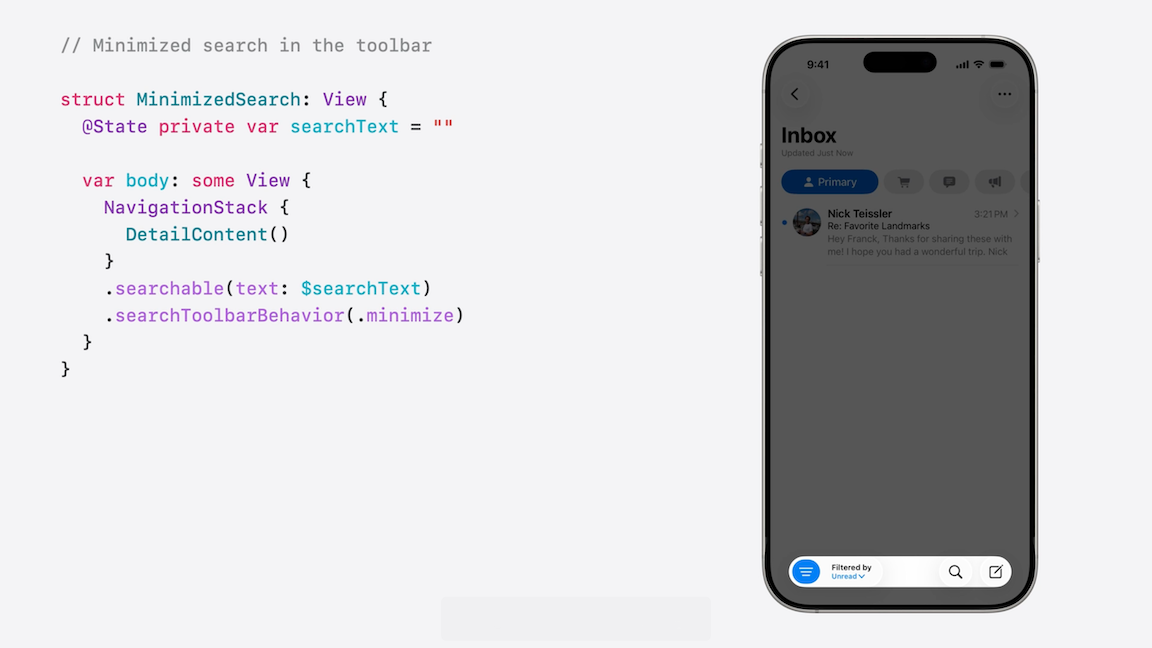 // Minimized search in the toolbar
struct MinimizedSearch: View {
@State private var searchText = ""
var body: some View {
NavigationStack {
DetailContent()
}
.searchable(text: $searchText)
.searchToolbarBehavior(.minimize)
}
}
9:41
Inbox
Updated Just Now
Primary
Nick Teissler 3:21 PM
Re: Favorite Landmarks
Hey Franck, Thanks for sharing these with
me! I hope you had a wonderful trip. Nick
Filtered by
Unread